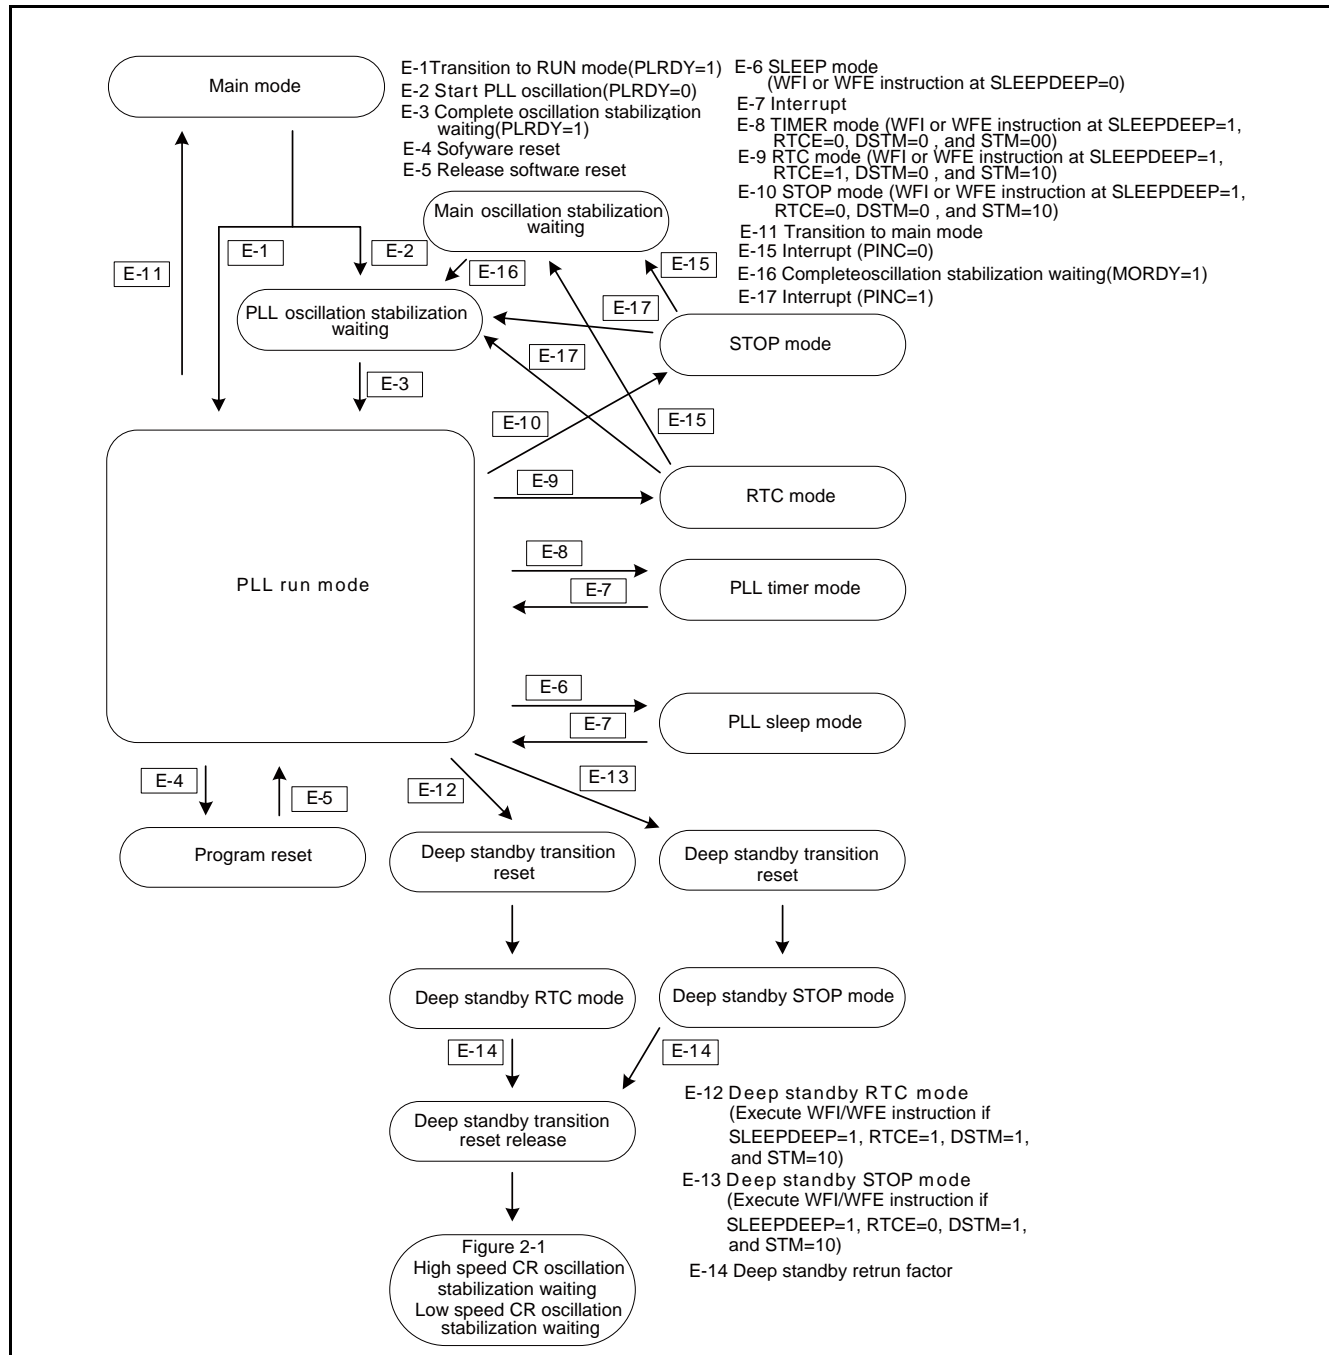 Main mode
E-1Transition to RUN mode(PLRDY=1)
E-2 Start PLL oscillation(PLRDY=0)
E-3 Complete oscillation stabilization
waiting(PLRDY=1)
E-4 Sofyware reset
E-5 Release software reset
E-6 SLEEP mode
(WFI or WFE instruction at SLEEPDEEP=0)
E-7 Interrupt
E-8 TIMER mode (WFI or WFE instruction at SLEEPDEEP=1,
RTCE=0, DSTM=0 , and STM=00)
E-9 RTC mode (WFI or WFE instruction at SLEEPDEEP=1,
RTCE=1, DSTM=0 , and STM=10)
E-10 STOP mode (WFI or WFE instruction at SLEEPDEEP=1,
RTCE=0, DSTM=0 , and STM=10)
E-11 Transition to main mode
E-15 Interrupt (PINC=0)
E-16 Completeoscillation stabilization waiting(MORDY=1)
E-17 Interrupt (PINC=1)
Main oscillation stabilization
waiting
E-11
E-1
E-2
E-16
E-15
PLL oscillation stabilization
waiting
E-17
STOP mode
E-17
E-3
E-10
E-15
E-9
RTC mode
E-8
PLL run mode
E-7
PLL timer mode
E-6
E-7
PLL sleep mode
E-4
E-5
E-12
E-13
Program reset
Deep standby transition
reset
Deep standby transition
reset
Deep standby RTC mode
Deep standby STOP mode
E-14
E-14
Deep standby transition
reset release
E-12 Deep standby RTC mode
(Execute WFI/WFE instruction if
SLEEPDEEP=1, RTCE=1, DSTM=1,
and STM=10)
E-13 Deep standby STOP mode
(Execute WFI/WFE instruction if
SLEEPDEEP=1, RTCE=0, DSTM=1,
and STM=10)
E-14 Deep standby retrun factor
Figure 2-1
High speed CR oscillation
stabilization waiting
Low speed CR oscillation
stabilization waiting